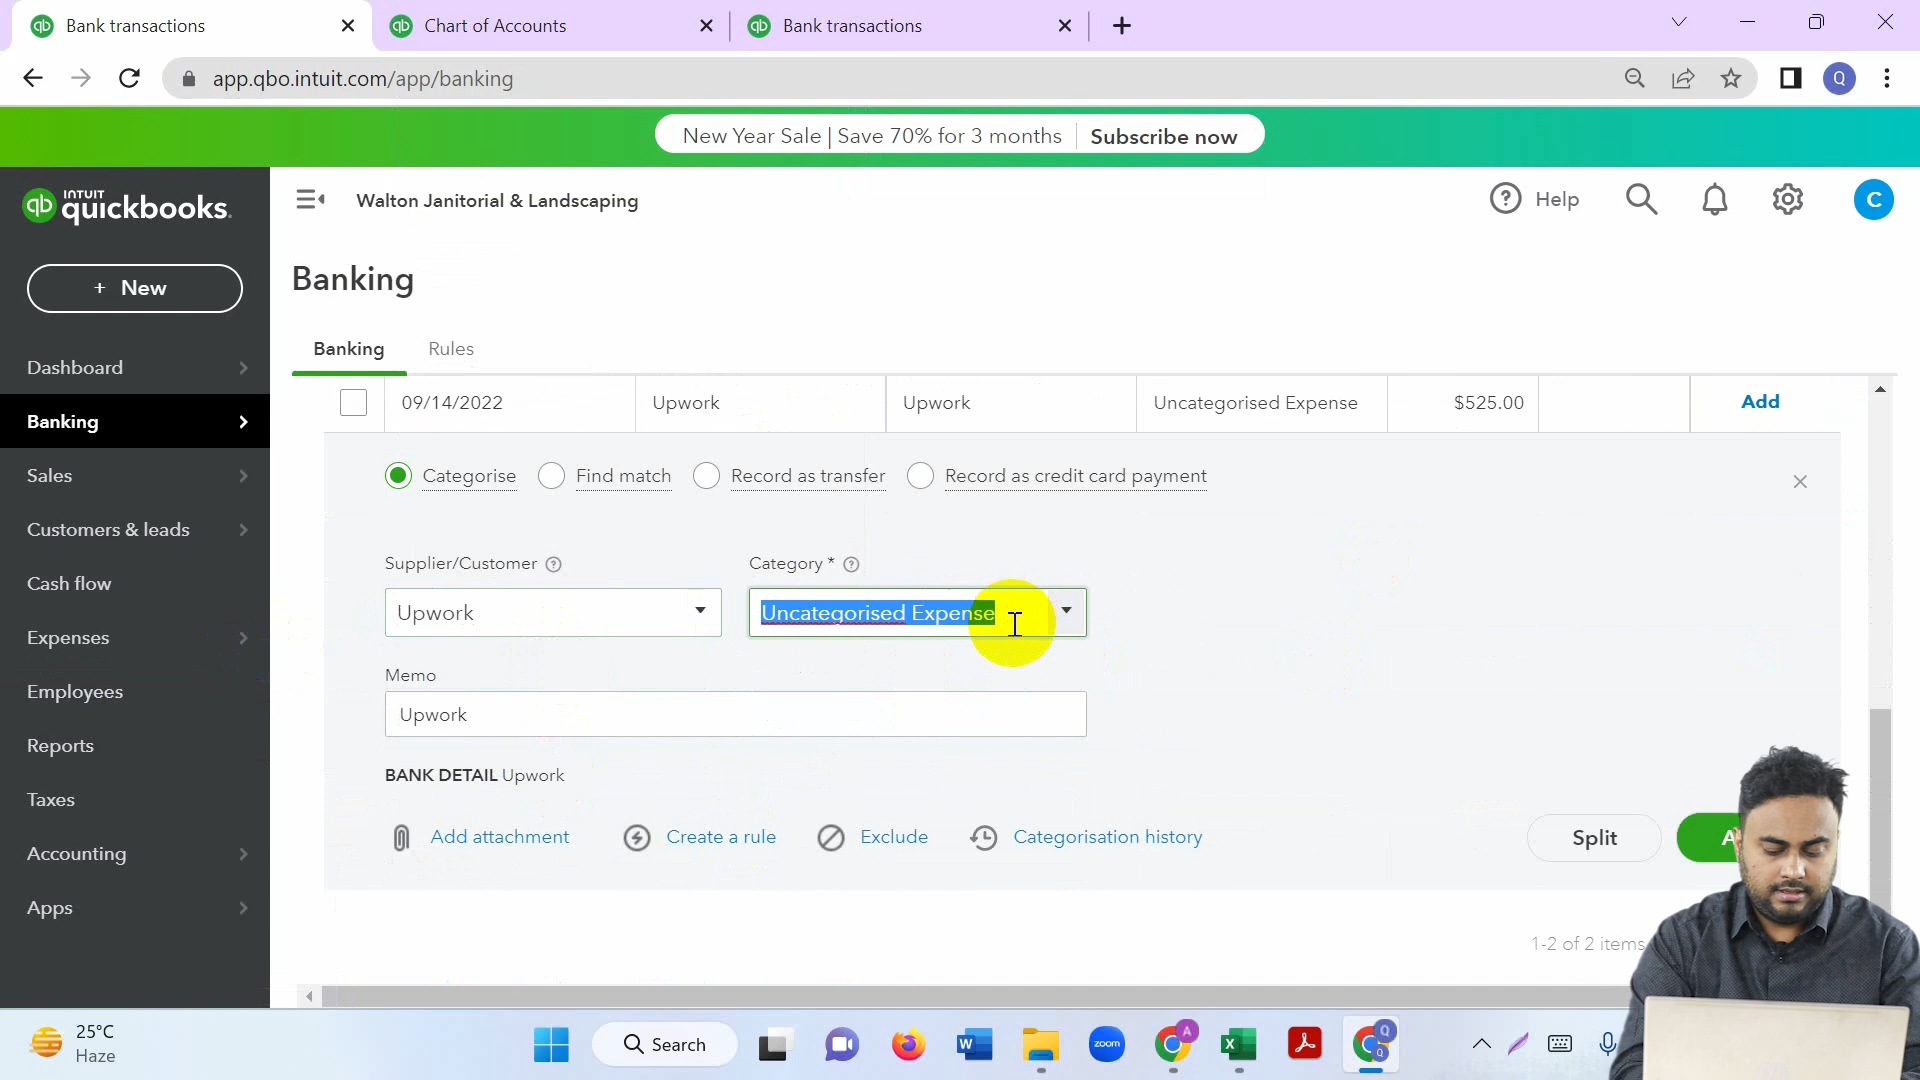 Bank transactions
Chart of Accounts
Bank transactions
app.qbo.intuit.com/app/banking
Q
New Year Sale | Save 70% for 3 months
Subscribe now
qb
INTUIT
quickbooks.
Walton Janitorial & Landscaping
Help
C
+ New
Dashboard
Banking
Sales
Customers & leads
Cash flow
Expenses
Employees
Reports
Taxes
Accounting
Apps
Banking
Banking
Rules
09/14/2022
Upwork
Upwork
Uncategorised Expense
$525.00
Add
Categorise
Find match
Record as transfer
Record as credit card payment
Supplier/Customer
Category *
Upwork
Uncategorised Expense
Memo
Upwork
BANK DETAIL Upwork
Add attachment
Create a rule
Exclude
Categorisation history
Split
1-2 of 2 items
25°C
Haze
Search
W
zoom
A
X
Q
Q